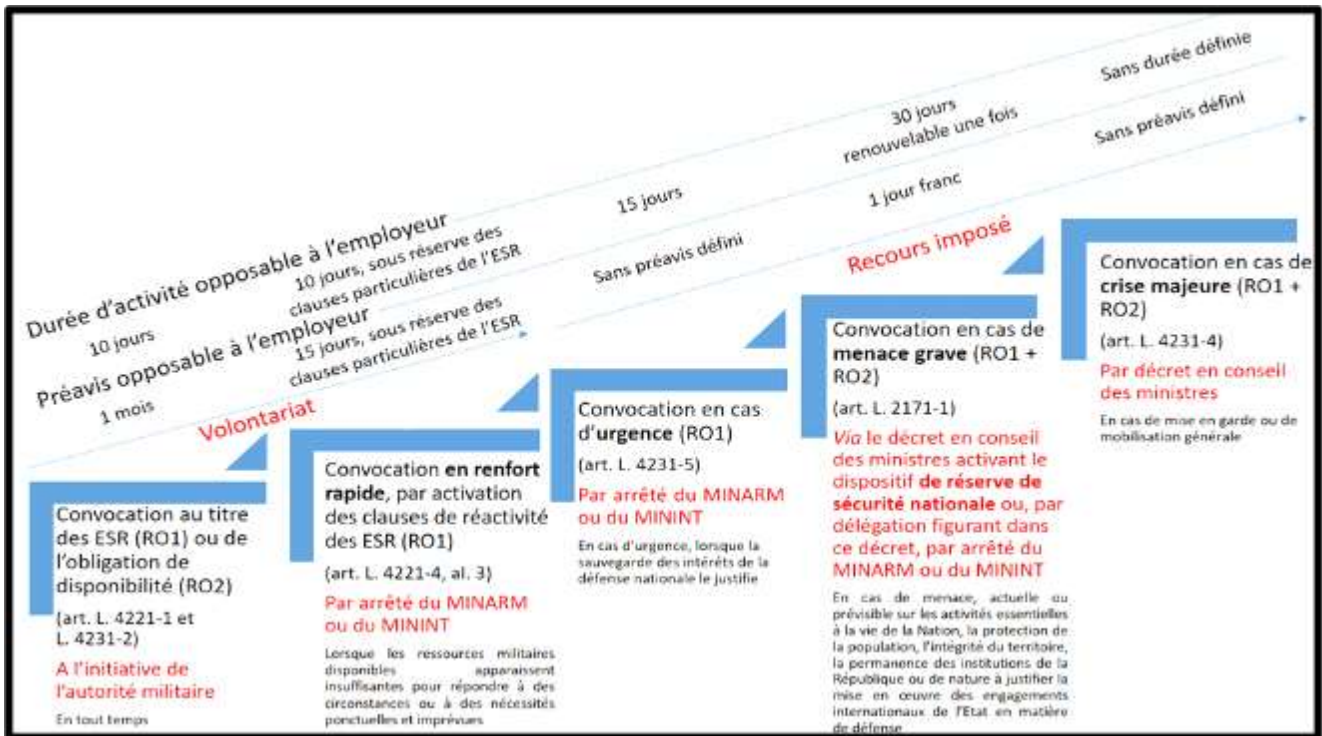 Durée d'activité opposable à l'employeur
10 jours
10 jours, sous réserve des
clauses particulières de l'ESR
15 jours
30 jours
renouvelable une fois
Sans durée définie
Préavis opposable à l'employeur
1 mois
15 jours, sous réserve des
clauses particulières de l'ESR
Sans préavis défini
1 jour franc
Sans préavis défini
Volontariat
Recours imposé
Convocation au titre
des ESR (RO1) ou de
l'obligation de
disponibilité (RO2)
(art. L. 4221-1 et
L. 4231-2)
A l'initiative de
l'autorité militaire
En tout temps
Convocation en renfort
rapide, par activation
des clauses de réactivité
des ESR (RO1)
(art. L. 4221-4, al. 3)
Par arrêté du MINARM
ou du MININT
Lorsque les ressources militaires
disponibles apparaissent
insuffisantes pour répondre à des
circonstances ou à des nécessités
ponctuelles et imprévues
Convocation en cas
d'urgence (RO1)
(art. L. 4231-5)
Par arrêté du MINARM
ou du MININT
En cas d'urgence, lorsque la
sauvegarde des intérêts de la
défense nationale le justifie
Convocation en cas de
menace grave (RO1 +
RO2)
(art. L. 2171-1)
Via le décret en conseil
des ministres activant le
dispositif de réserve de
sécurité nationale ou, par
délégation figurant dans
ce décret, par arrêté du
MINARM ou du MININT
En cas de menace, actuelle ou
prévisible sur les activités essentielles
à la vie de la Nation, la protection de
la population, l'intégrité du territoire,
la permanence des institutions de la
République ou de nature à justifier la
mise en œuvre des engagements
internationaux de l'Etat en matière
de défense
Convocation en cas de
crise majeure (RO1 +
RO2)
(art. L. 4231-4)
Par décret en conseil
des ministres
En cas de mise en garde ou de
mobilisation générale